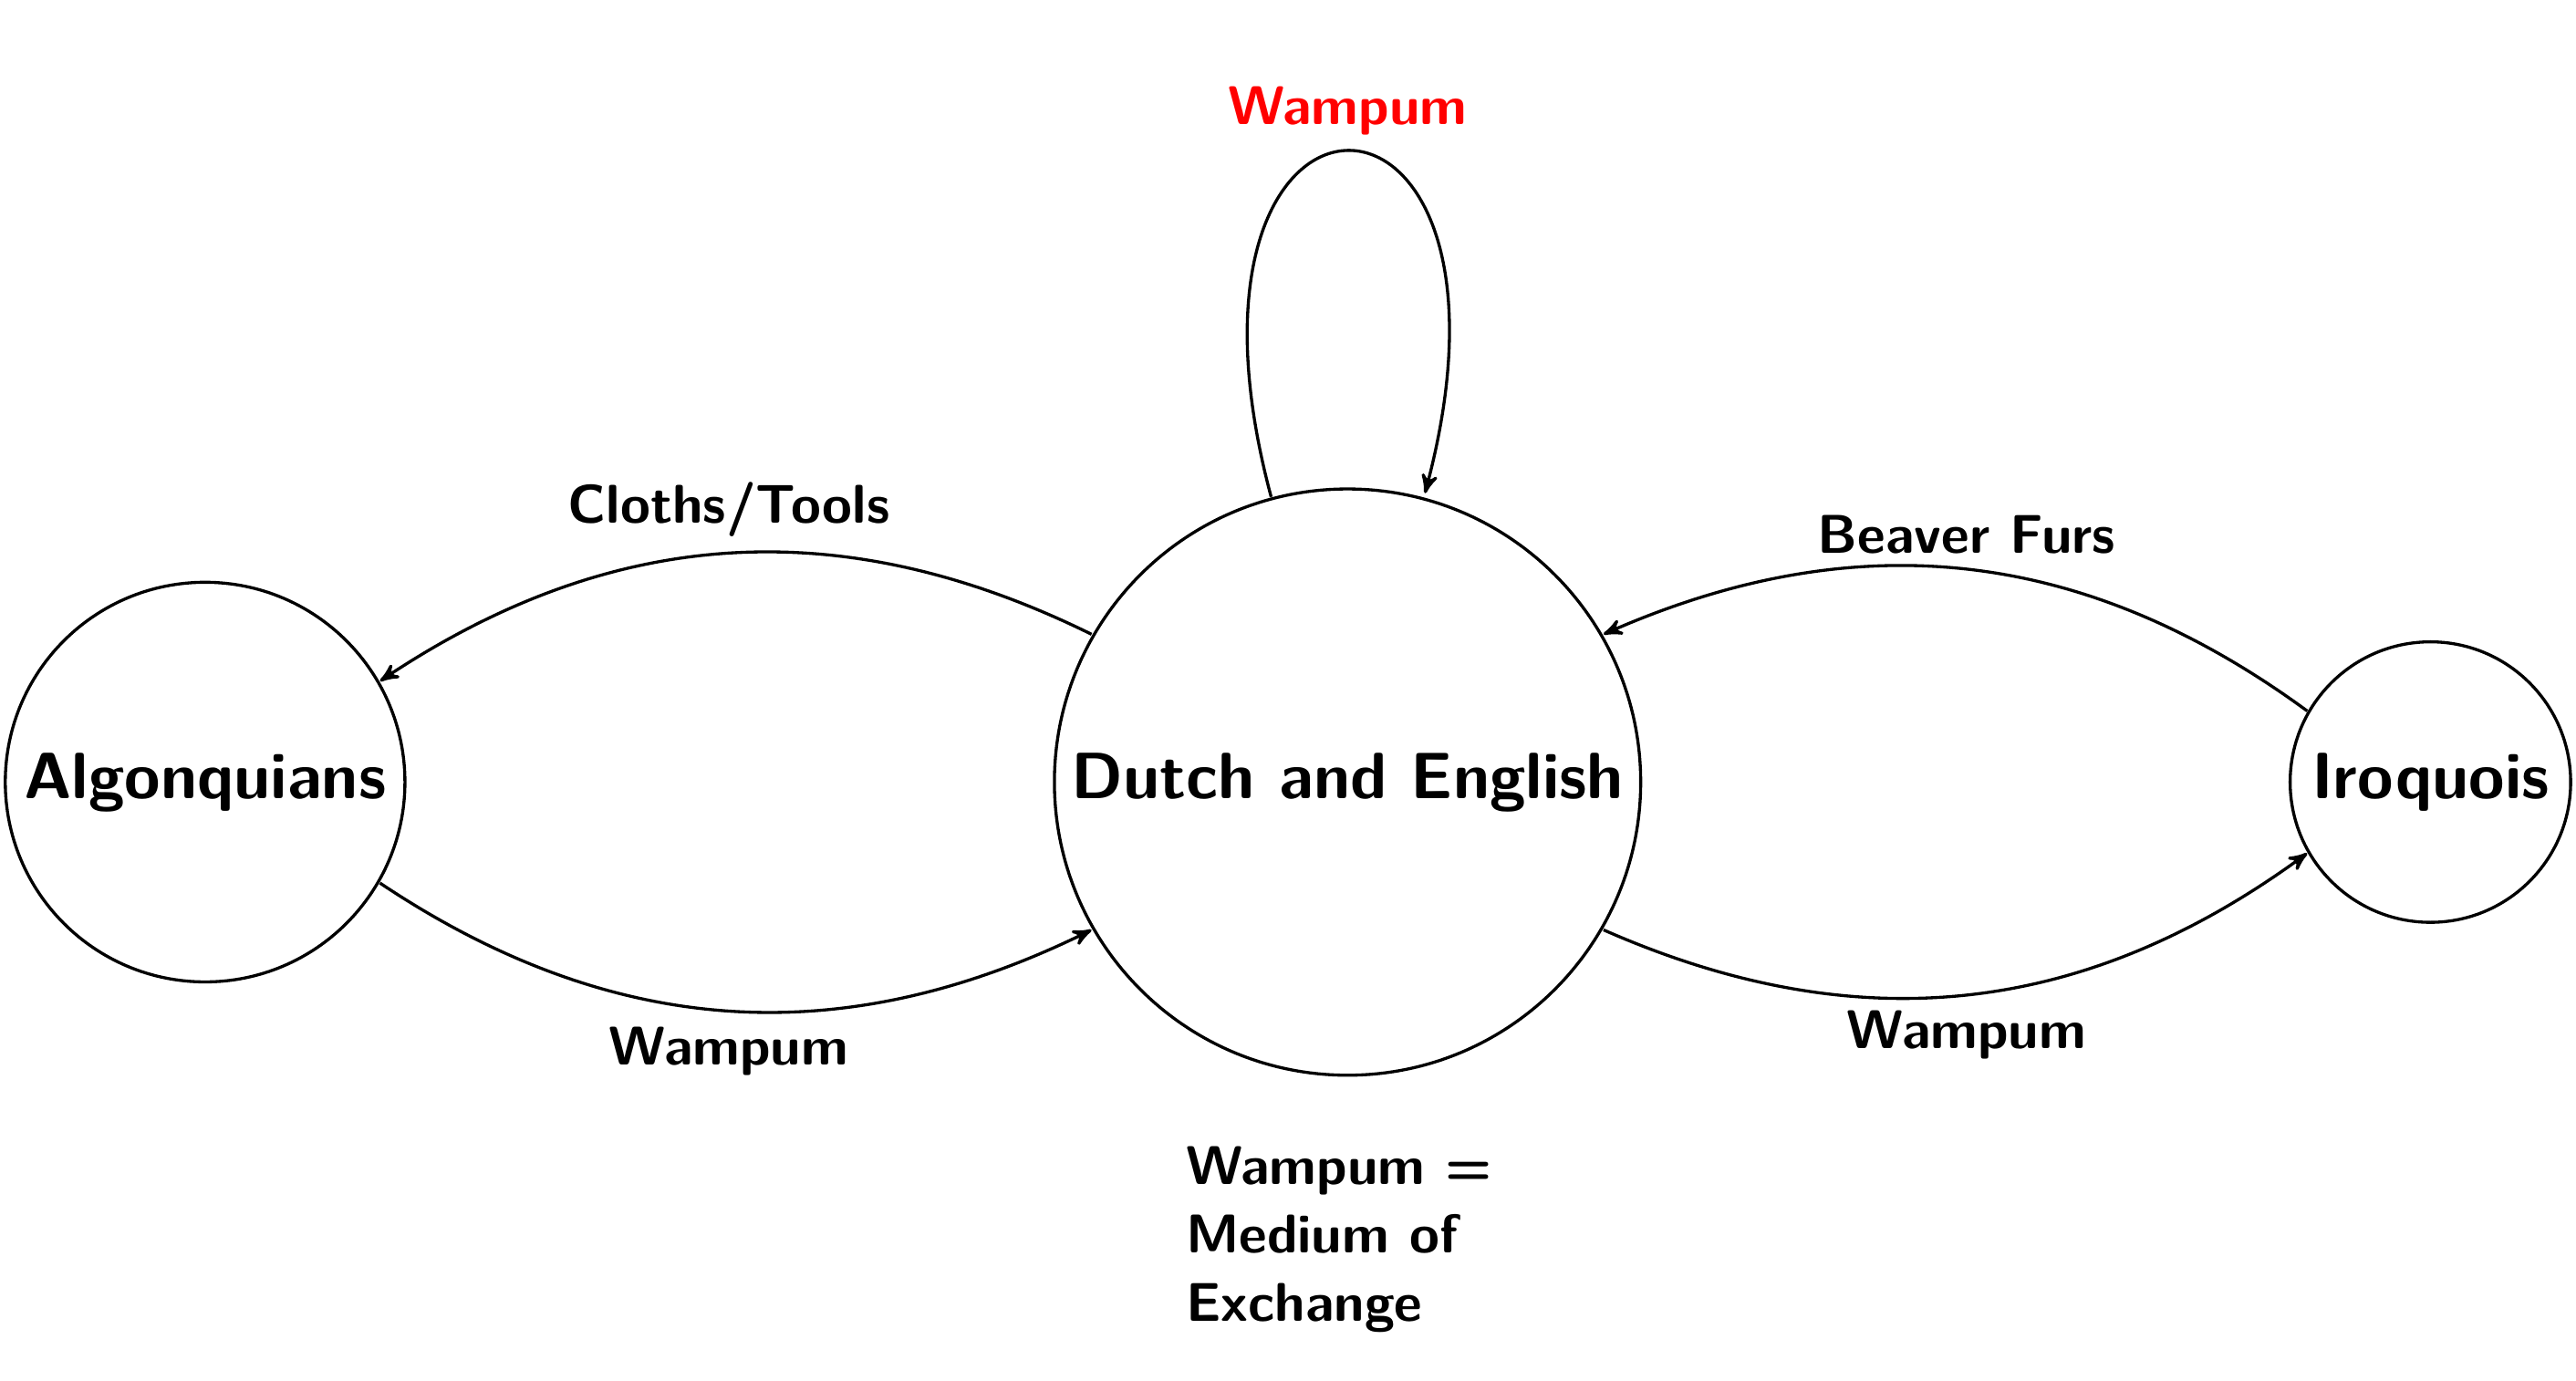 Wampum
Cloths/Tools
Beaver Furs
Algonquians
Dutch and English
Iroquois
Wampum
Wampum
Wampum =
Medium of
Exchange